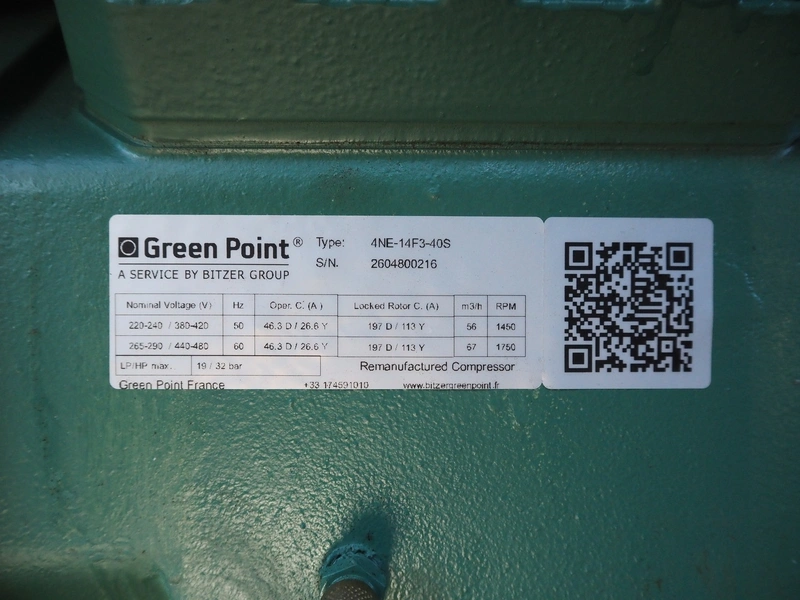 Green Point®
A SERVICE BY BITZER GROUP
Type: 4NE-14F3-40S
S/N. 2604800216
Nominal Voltage (V) Hz Oper. C. (A) Locked Rotor C. (A) m3/h RPM
220-240 / 380-420 50 46.3 D / 26.6 Y 197 D / 113 Y 56 1450
265-290 / 440-480 60 46.3 D / 26.6 Y 197 D / 113 Y 67 1750
LP/HP max. 19 / 32 bar Remanufactured Compressor
Green Point France +33 174591010 www.bitzergreenpoint.fr